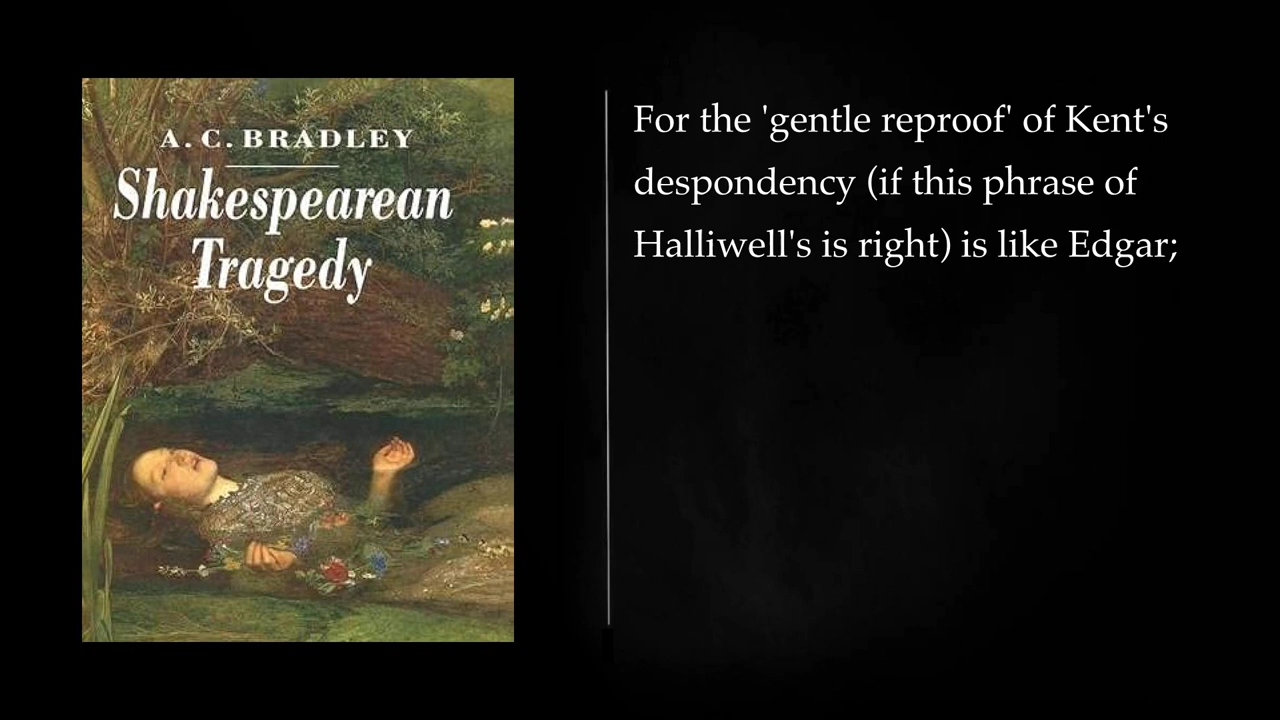 A. C. BRADLEY
Shakespearean
Tragedy
For the 'gentle reproof' of Kent's
despondency (if this phrase of
Halliwell's is right) is like Edgar;